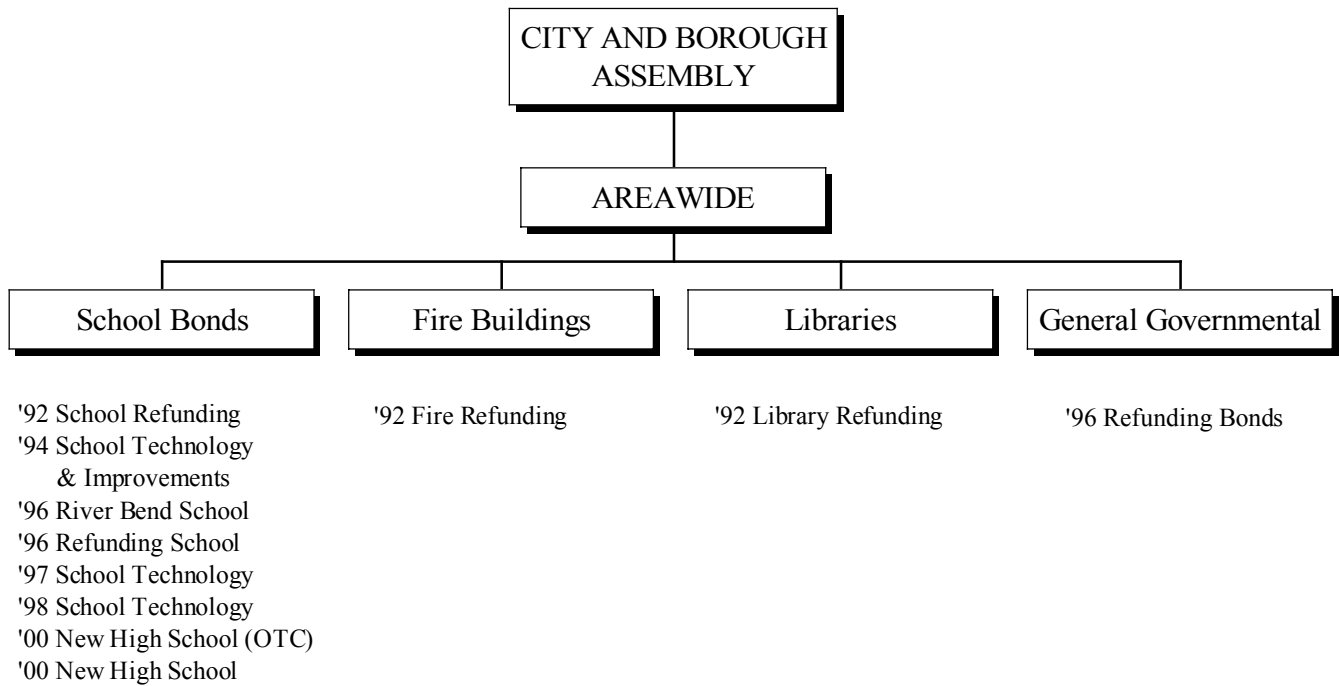 CITY AND BOROUGH
ASSEMBLY
AREAWIDE
School Bonds
Fire Buildings
Libraries
General Governmental
'92 School Refunding
'94 School Technology
& Improvements
'96 River Bend School
'96 Refunding School
'97 School Technology
'98 School Technology
'00 New High School (OTC)
'00 New High School
'92 Fire Refunding
'92 Library Refunding
'96 Refunding Bonds